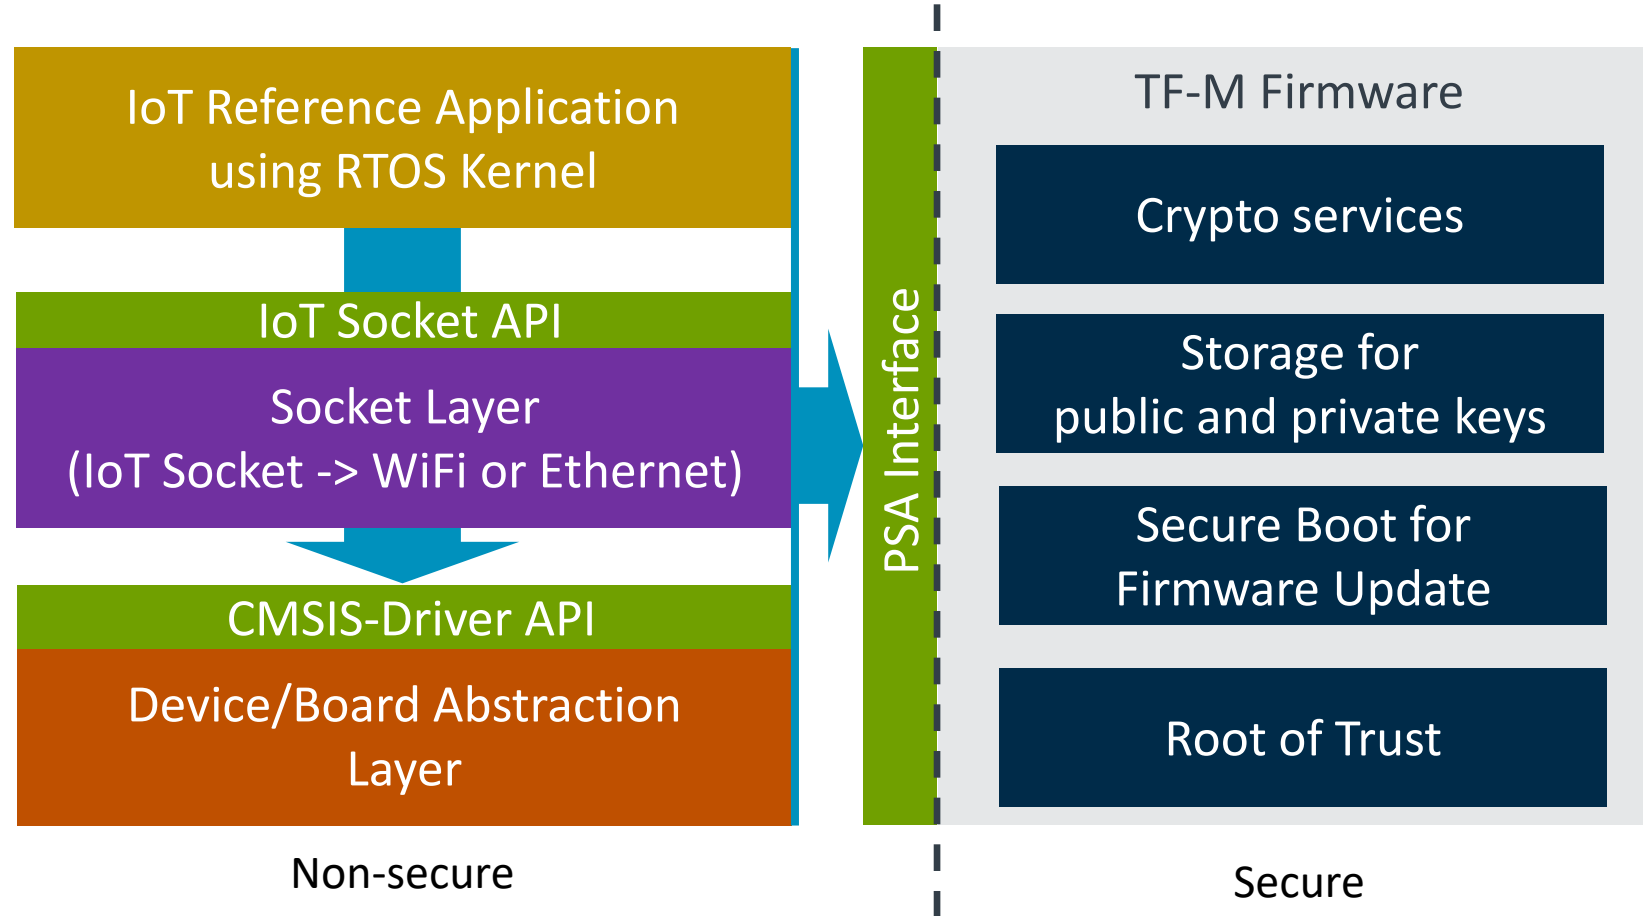 IoT Reference Application
using RTOS Kernel
IoT Socket API
Socket Layer
(IoT Socket -> WiFi or Ethernet)
CMSIS-Driver API
Device/Board Abstraction
Layer
Non-secure
PSA Interface
TF-M Firmware
Crypto services
Storage for
public and private keys
Secure Boot for
Firmware Update
Root of Trust
Secure